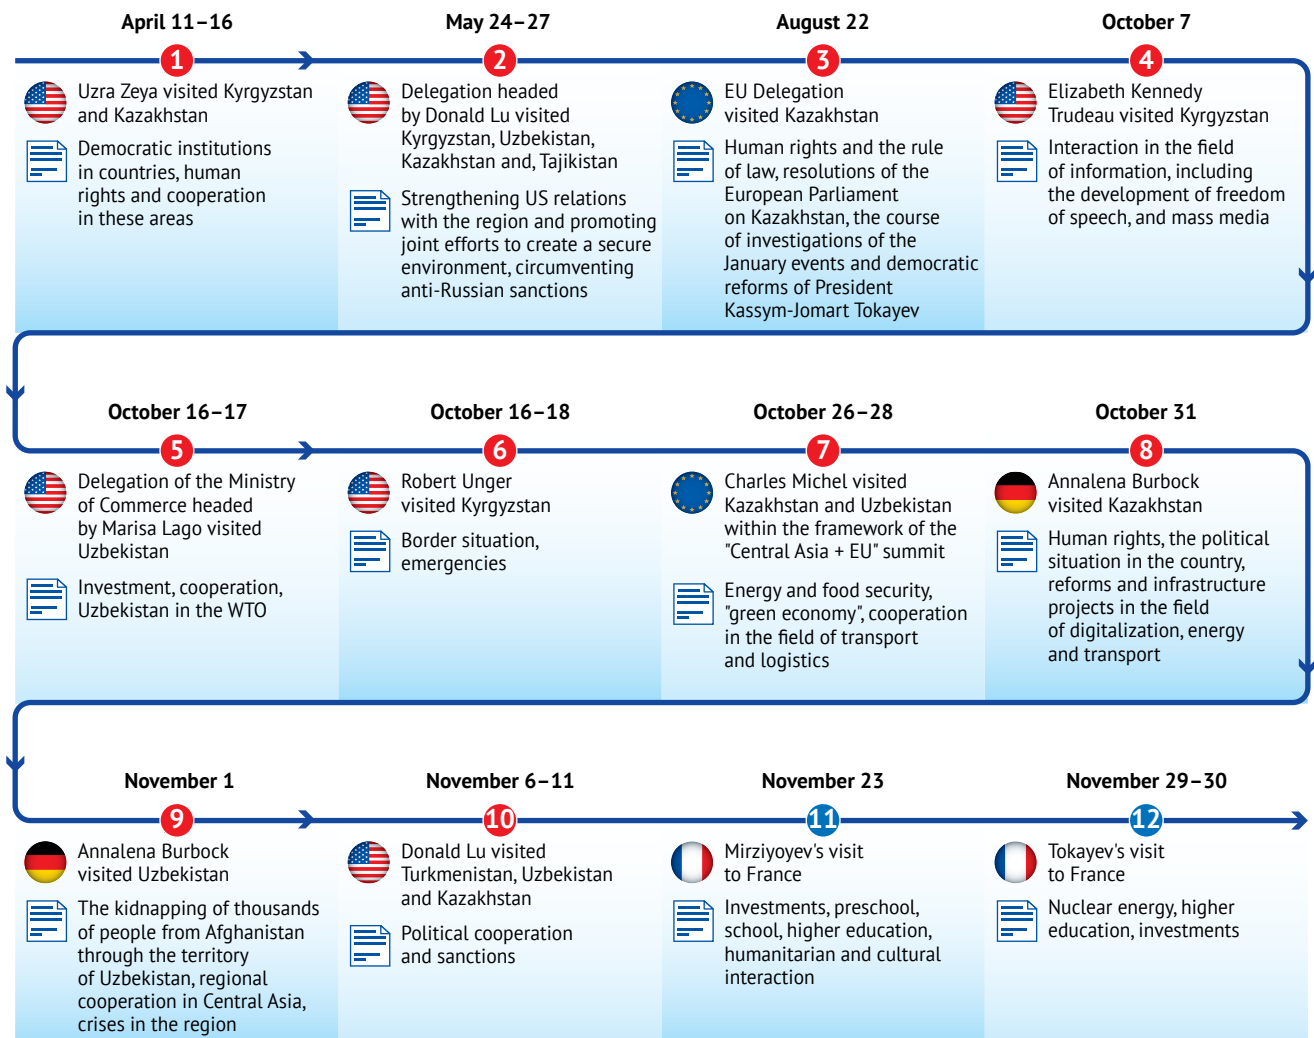 April 11–16
1
Uzra Zeya visited Kyrgyzstan
and Kazakhstan
Democratic institutions
in countries, human
rights and cooperation
in these areas
May 24–27
2
Delegation headed
by Donald Lu visited
Kyrgyzstan, Uzbekistan,
Kazakhstan and, Tajikistan
Strengthening US relations
with the region and promoting
joint efforts to create a secure
environment, circumventing
anti-Russian sanctions
August 22
3
EU Delegation
visited Kazakhstan
Human rights and the rule
of law, resolutions of the
European Parliament
on Kazakhstan, the course
of investigations of the
January events and democratic
reforms of President
Kassym-Jomart Tokayev
October 7
4
Elizabeth Kennedy
Trudeau visited Kyrgyzstan
Interaction in the field
of information, including
the development of freedom
of speech, and mass media
October 16–17
5
Delegation of the Ministry
of Commerce headed
by Marisa Lago visited
Uzbekistan
Investment, cooperation,
Uzbekistan in the WTO
October 16–18
6
Robert Unger
visited Kyrgyzstan
Border situation,
emergencies
October 26–28
7
Charles Michel visited
Kazakhstan and Uzbekistan
within the framework of the
"Central Asia + EU" summit
Energy and food security,
"green economy", cooperation
in the field of transport
and logistics
October 31
8
Annalena Burbock
visited Kazakhstan
Human rights, the political
situation in the country,
reforms and infrastructure
projects in the field
of digitalization, energy
and transport
November 1
9
Annalena Burbock
visited Uzbekistan
The kidnapping of thousands
of people from Afghanistan
through the territory
of Uzbekistan, regional
cooperation in Central Asia,
crises in the region
November 6–11
10
Donald Lu visited
Turkmenistan, Uzbekistan
and Kazakhstan
Political cooperation
and sanctions
November 23
11
Mirziyoyev's visit
to France
Investments, preschool,
school, higher education,
humanitarian and cultural
interaction
November 29–30
12
Tokayev's visit
to France
Nuclear energy, higher
education, investments